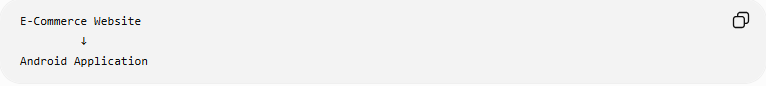 E-Commerce Website
↓
Android Application